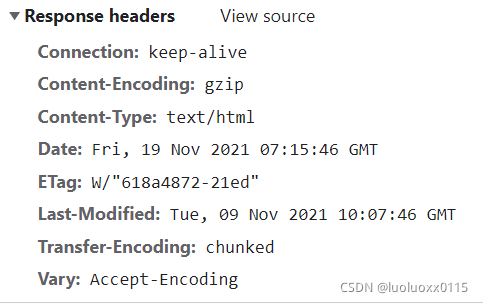 Response headers View source
Connection: keep-alive
Content-Encoding: gzip
Content-Type: text/html
Date: Fri, 19 Nov 2021 07:15:46 GMT
ETag: W/"618a4872-21ed"
Last-Modified: Tue, 09 Nov 2021 10:07:46 GMT
Transfer-Encoding: chunked
Vary: Accept-Encoding
CSDN @luoluoxx0115